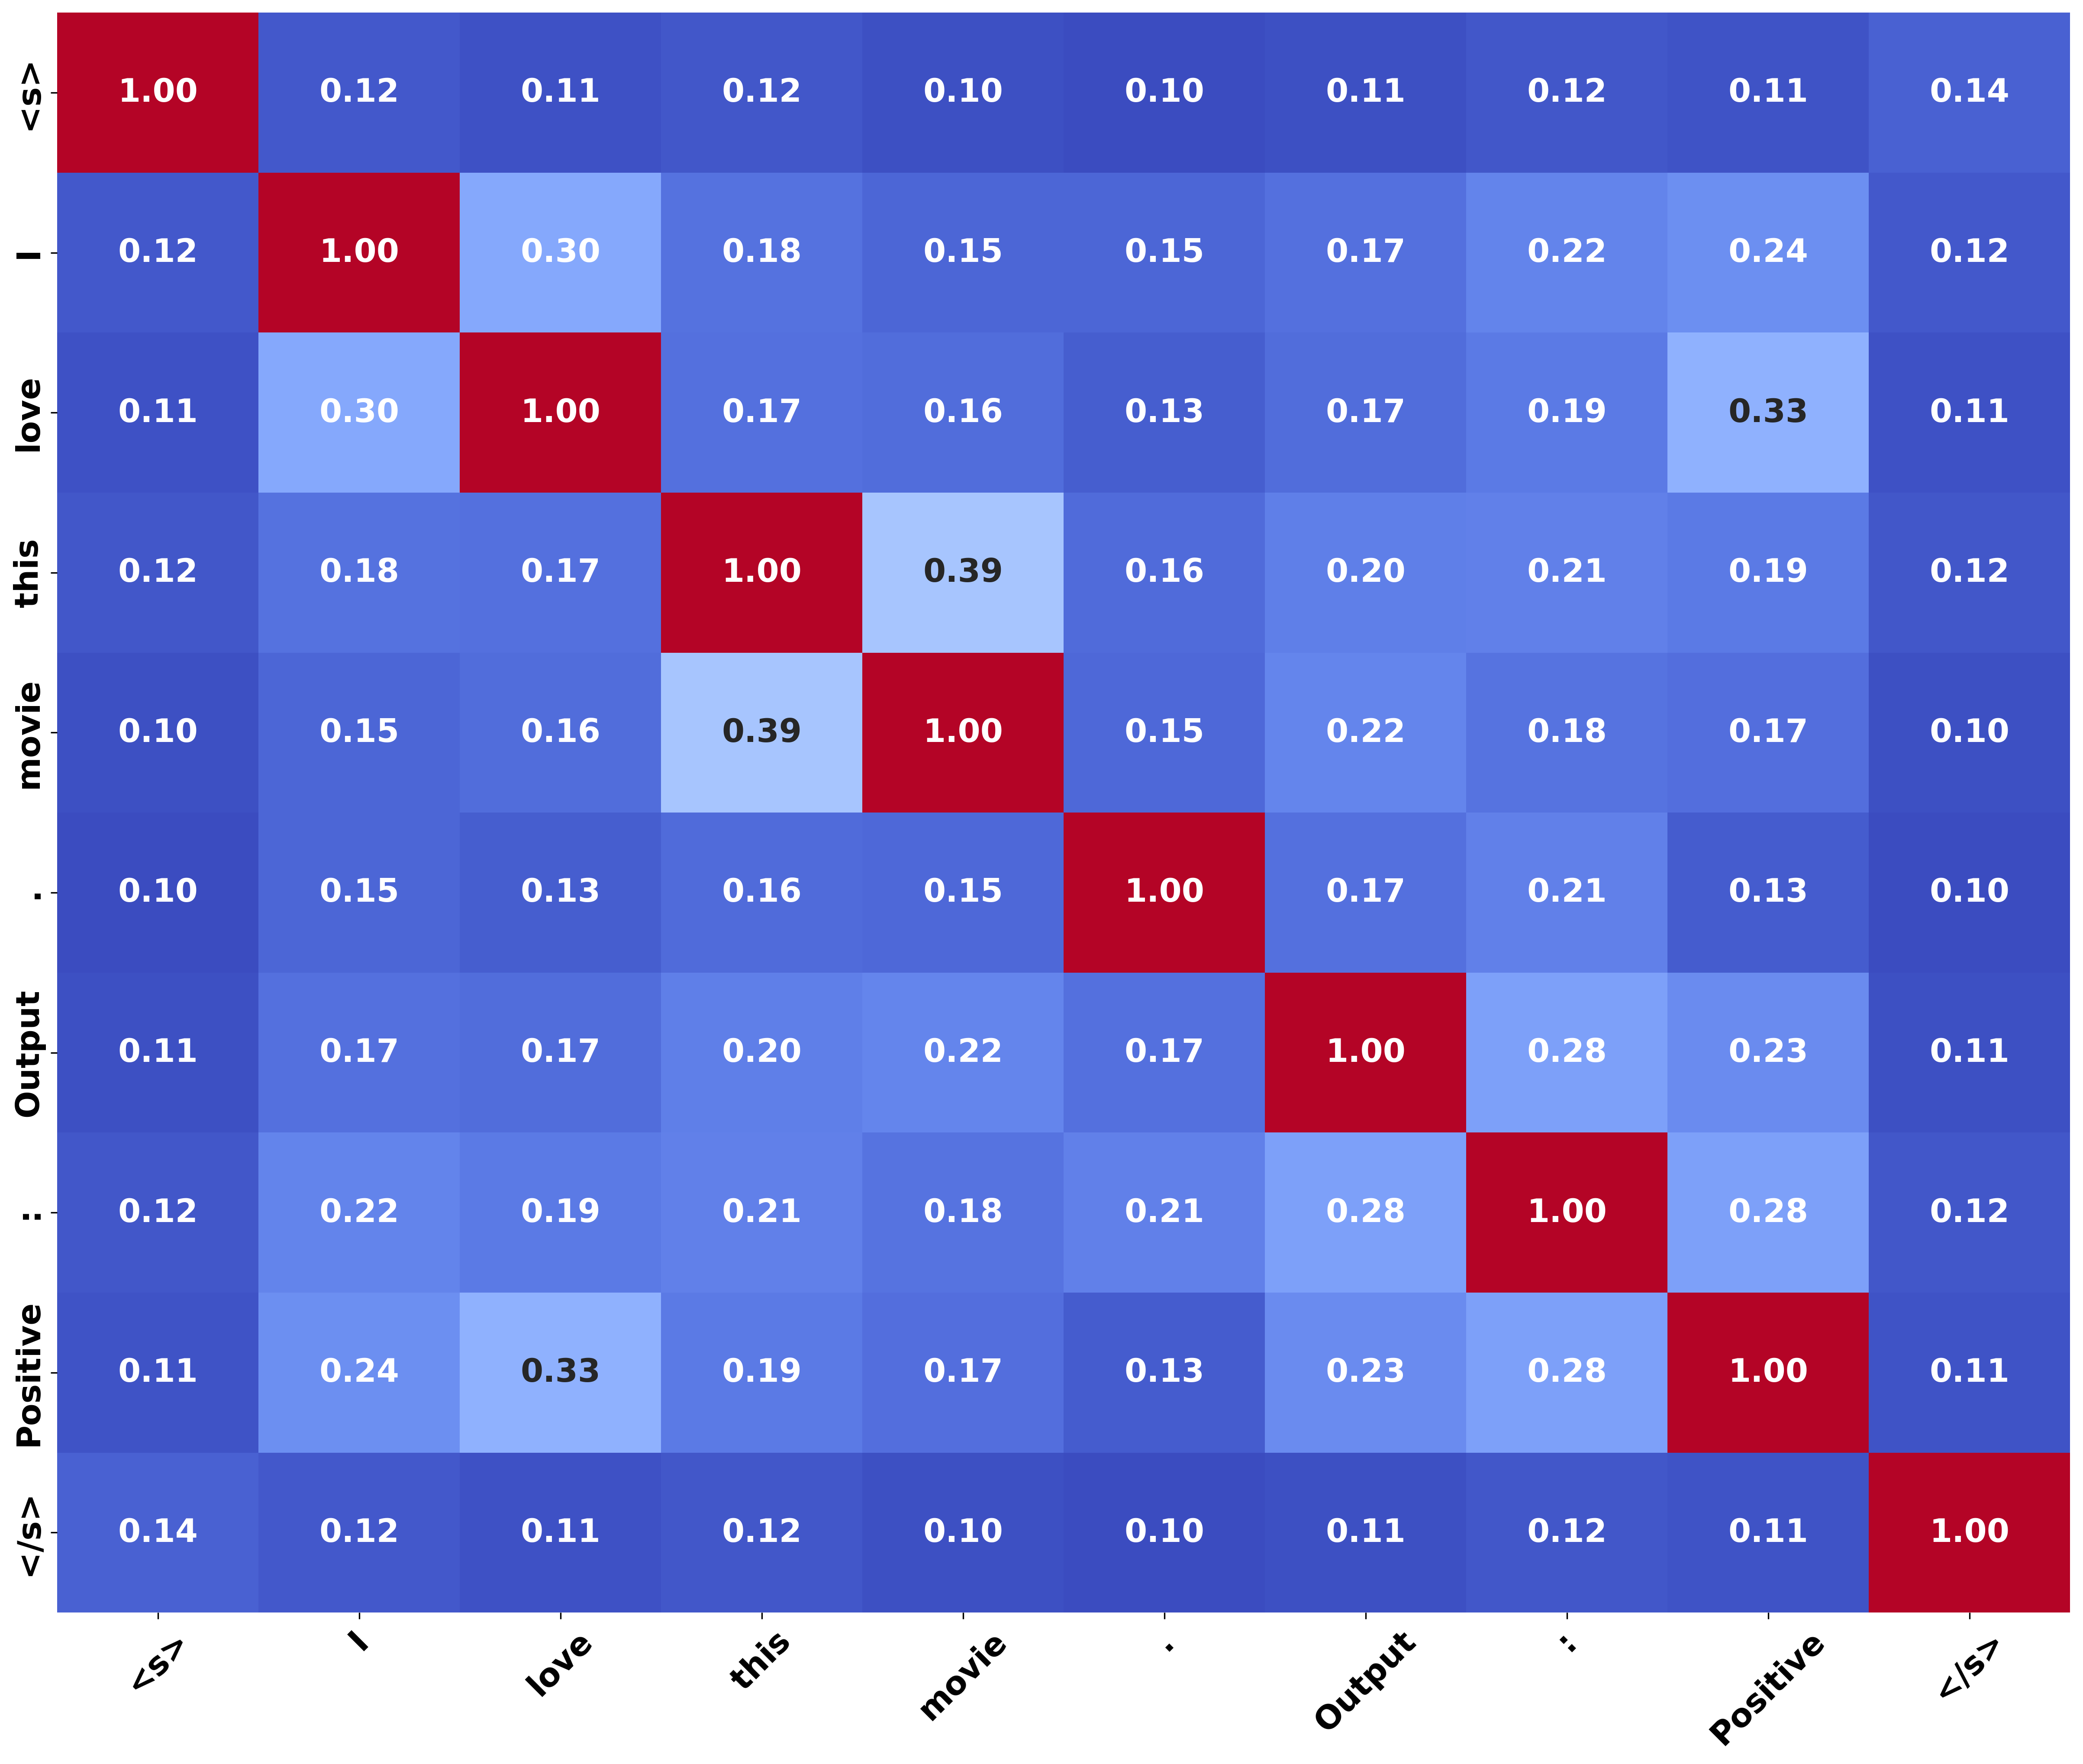 <s> 1.00 0.12 0.11 0.12 0.10 0.10 0.11 0.12 0.11 0.14
I 0.12 1.00 0.30 0.18 0.15 0.15 0.17 0.22 0.24 0.12
love 0.11 0.30 1.00 0.17 0.16 0.13 0.17 0.19 0.33 0.11
this 0.12 0.18 0.17 1.00 0.39 0.16 0.20 0.21 0.19 0.12
movie 0.10 0.15 0.16 0.39 1.00 0.15 0.22 0.18 0.17 0.10
. 0.10 0.15 0.13 0.16 0.15 1.00 0.17 0.21 0.13 0.10
Output 0.11 0.17 0.17 0.20 0.22 0.17 1.00 0.28 0.23 0.11
: 0.12 0.22 0.19 0.21 0.18 0.21 0.28 1.00 0.28 0.12
Positive 0.11 0.24 0.33 0.19 0.17 0.13 0.23 0.28 1.00 0.11
</s> 0.14 0.12 0.11 0.12 0.10 0.10 0.11 0.12 0.11 1.00
<s> I love this movie . Output : Positive </s>